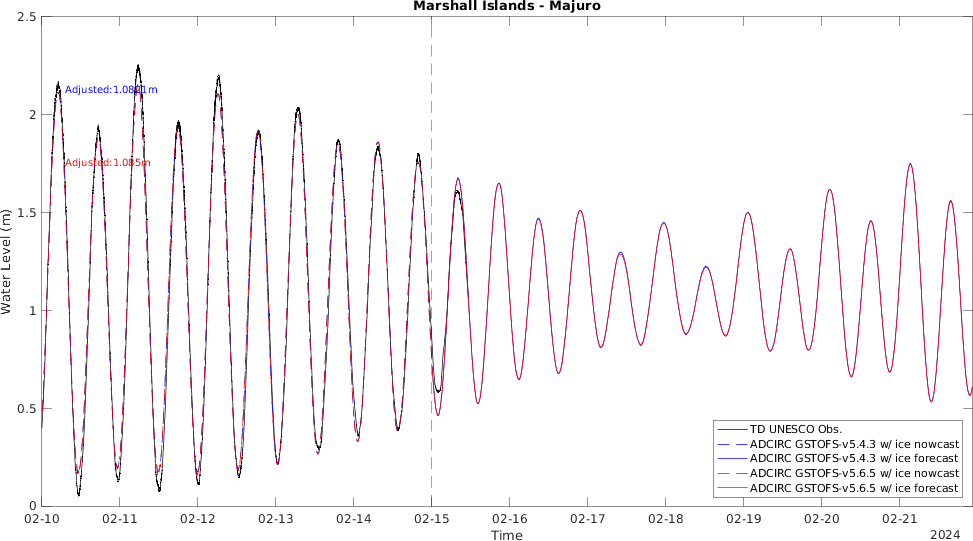 Marshall Islands - Majuro
2.5
2
1.5
1
0.5
0
Water Level (m)
Adjusted:1.0821m
Adjusted:1.085m
TD UNESCO Obs.
ADCIRC GSTOFS-v5.4.3 w/ ice nowcast
ADCIRC GSTOFS-v5.4.3 w/ ice forecast
ADCIRC GSTOFS-v5.6.5 w/ ice nowcast
ADCIRC GSTOFS-v5.6.5 w/ ice forecast
02-10 02-11 02-12 02-13 02-14 02-15 02-16 02-17 02-18 02-19 02-20 02-21
Time
2024